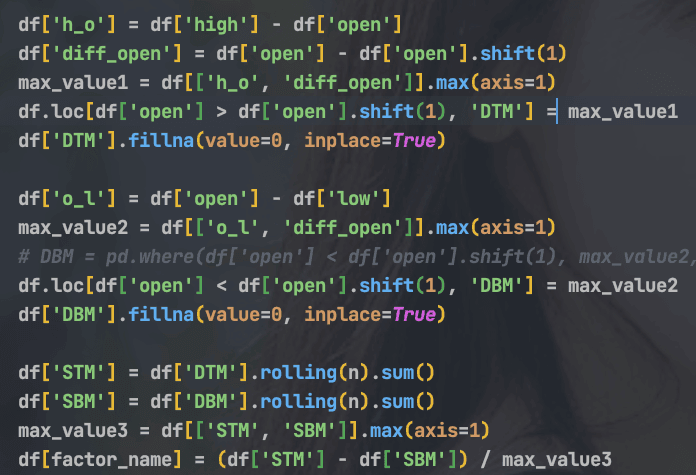 df['h_o'] = df['high'] - df['open']
df['diff_open'] = df['open'] - df['open'].shift(1)
max_value1 = df[['h_o', 'diff_open']].max(axis=1)
df.loc[df['open'] > df['open'].shift(1), 'DTM'] = max_value1
df['DTM'].fillna(value=0, inplace=True)
df['o_l'] = df['open'] - df['low']
max_value2 = df[['o_l', 'diff_open']].max(axis=1)
# DBM = pd.where(df['open'] < df['open'].shift(1), max_value2,
df.loc[df['open'] < df['open'].shift(1), 'DBM'] = max_value2
df['DBM'].fillna(value=0, inplace=True)
df['STM'] = df['DTM'].rolling(n).sum()
df['SBM'] = df['DBM'].rolling(n).sum()
max_value3 = df[['STM', 'SBM']].max(axis=1)
df[factor_name] = (df['STM'] - df['SBM']) / max_value3